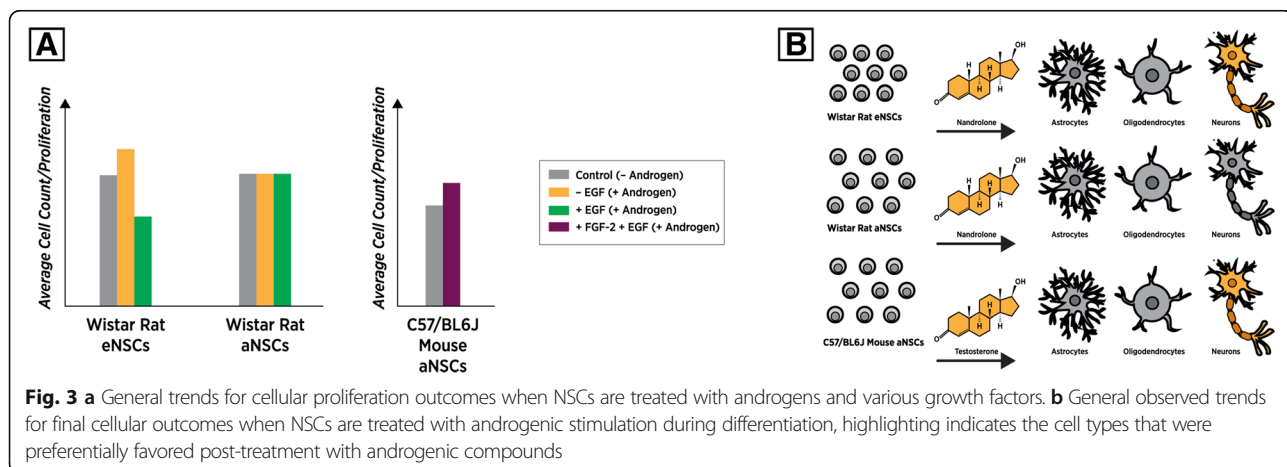 A
Average Cell Count/Proliferation
Wistar Rat
eNSCs
Wistar Rat
aNSCs
Average Cell Count/Proliferation
C57/BL6J
Mouse
aNSCs
Control (– Androgen)
– EGF (+ Androgen)
+ EGF (+ Androgen)
+ FGF-2 + EGF (+ Androgen)
B
Wistar Rat eNSCs
O
H
H
H
OH
Nandrolone
Astrocytes
Oligodendrocytes
Neurons
Wistar Rat aNSCs
O
H
H
H
OH
Nandrolone
Astrocytes
Oligodendrocytes
Neurons
C57/BL6J Mouse aNSCs
O
H
H
H
OH
Testosterone
Astrocytes
Oligodendrocytes
Neurons
Fig. 3 a General trends for cellular proliferation outcomes when NSCs are treated with androgens and various growth factors. b General observed trends
for final cellular outcomes when NSCs are treated with androgenic stimulation during differentiation, highlighting indicates the cell types that were
preferentially favored post-treatment with androgenic compounds